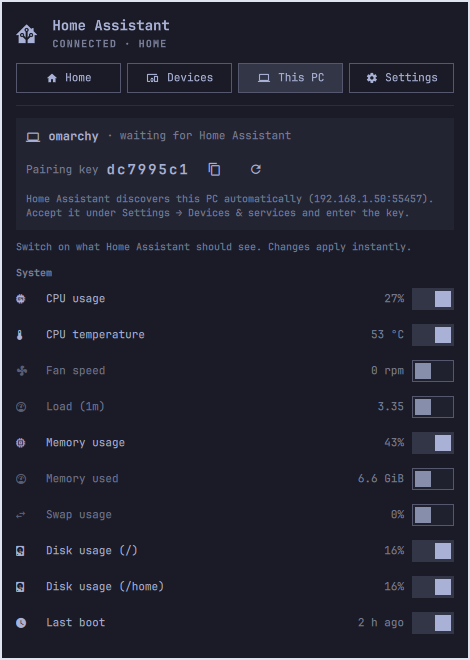 Home Assistant
CONNECTED · HOME
Home
Devices
This PC
Settings
omarchy · waiting for Home Assistant
Pairing key dc7995c1
Home Assistant discovers this PC automatically (192.168.1.50:55457).
Accept it under Settings → Devices & services and enter the key.
Switch on what Home Assistant should see. Changes apply instantly.
System
CPU usage 27%
CPU temperature 53 °C
Fan speed 0 rpm
Load (1m) 3.35
Memory usage 43%
Memory used 6.6 GiB
Swap usage 0%
Disk usage (/) 16%
Disk usage (/home) 16%
Last boot 2 h ago